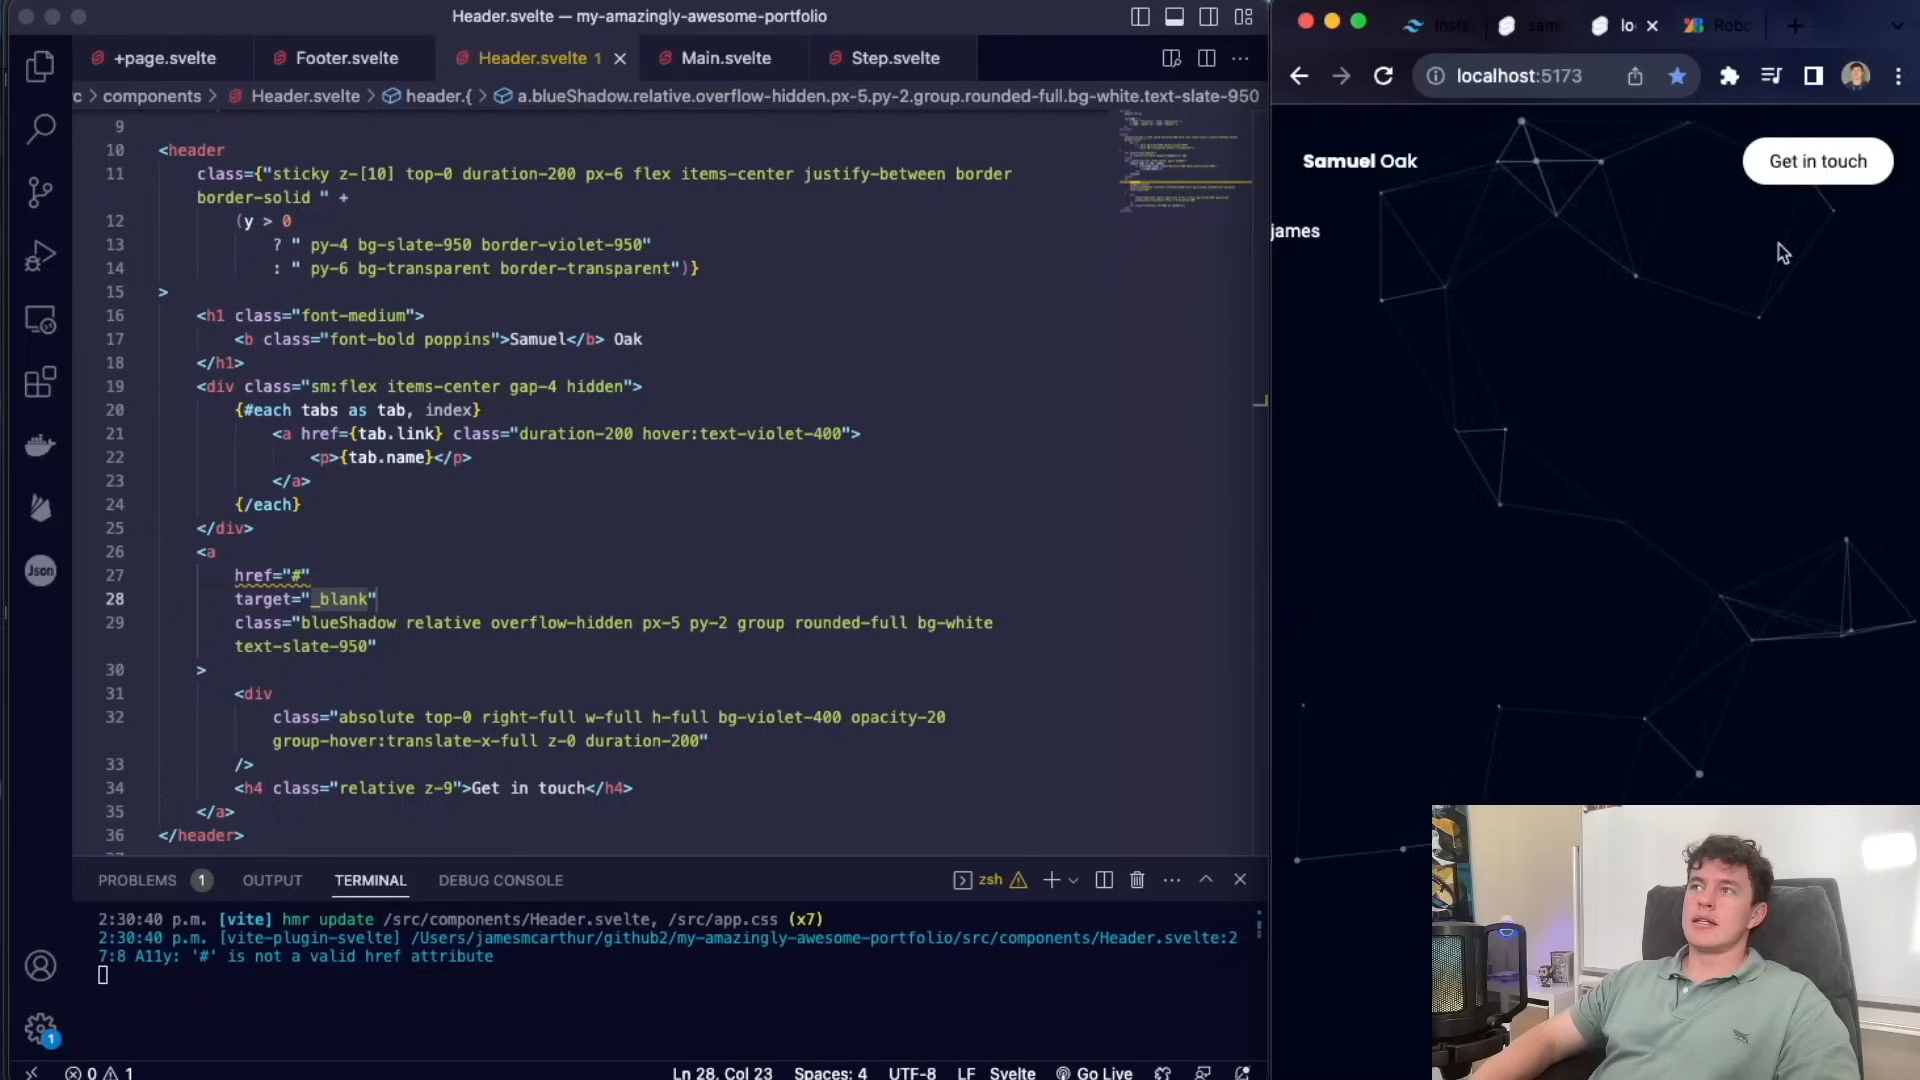 Header.svelte — my-amazingly-awesome-portfolio
+page.svelte
Footer.svelte
Header.svelte 1
Main.svelte
Step.svelte
c > components > Header.svelte > header.{ > a.blueShadow.relative.overflow-hidden.px-5.py-2.group.rounded-full.bg-white.text-slate-950
9
10 <header
11 class={"sticky z-[10] top-0 duration-200 px-6 flex items-center justify-between border
border-solid " +
12 (y > 0
13 ? " py-4 bg-slate-950 border-violet-950"
14 : " py-6 bg-transparent border-transparent")}
15 >
16 <h1 class="font-medium">
17 <b class="font-bold poppins">Samuel</b> Oak
18 </h1>
19 <div class="sm:flex items-center gap-4 hidden">
20 {#each tabs as tab, index}
21 <a href={tab.link} class="duration-200 hover:text-violet-400">
22 <p>{tab.name}</p>
23 </a>
24 {/each}
25 </div>
26 <a
27 href="#"
28 target="_blank"
29 class="blueShadow relative overflow-hidden px-5 py-2 group rounded-full bg-white
text-slate-950"
30 >
31 <div
32 class="absolute top-0 right-full w-full h-full bg-violet-400 opacity-20
group-hover:translate-x-full z-0 duration-200"
33 />
34 <h4 class="relative z-9">Get in touch</h4>
35 </a>
36 </header>
PROBLEMS 1 OUTPUT TERMINAL DEBUG CONSOLE
zsh
2:30:40 p.m. [vite] hmr update /src/components/Header.svelte, /src/app.css (x7)
2:30:40 p.m. [vite-plugin-svelte] /Users/jamesmcarthur/github2/my-amazingly-awesome-portfolio/src/components/Header.svelte:2
7:8 A11y: '#' is not a valid href attribute
Json
1
0 1
Ln 28, Col 23 Spaces: 4 UTF-8 LF Svelte Go Live
Insta
sam
lo
Robo
localhost:5173
Samuel Oak
Get in touch
james